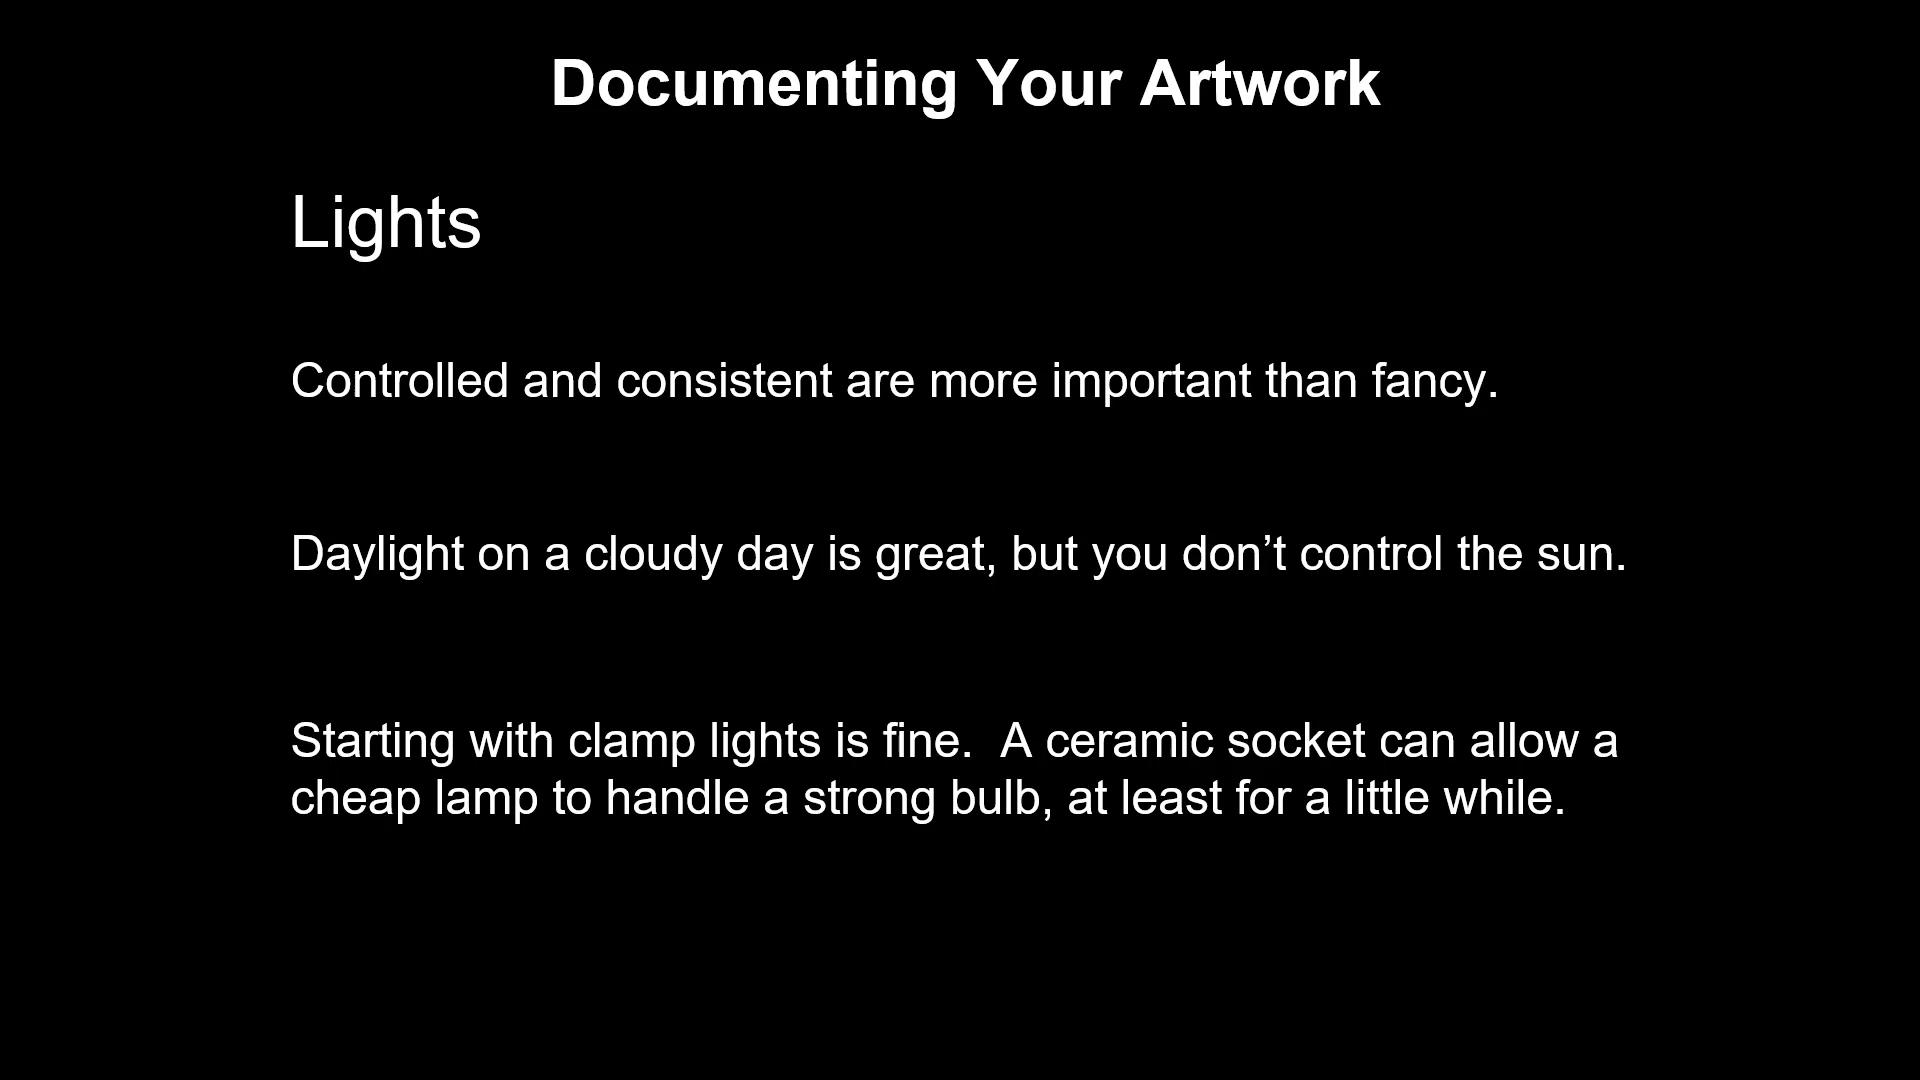 Documenting Your Artwork
Lights
Controlled and consistent are more important than fancy.
Daylight on a cloudy day is great, but you don’t control the sun.
Starting with clamp lights is fine.  A ceramic socket can allow a
cheap lamp to handle a strong bulb, at least for a little while.